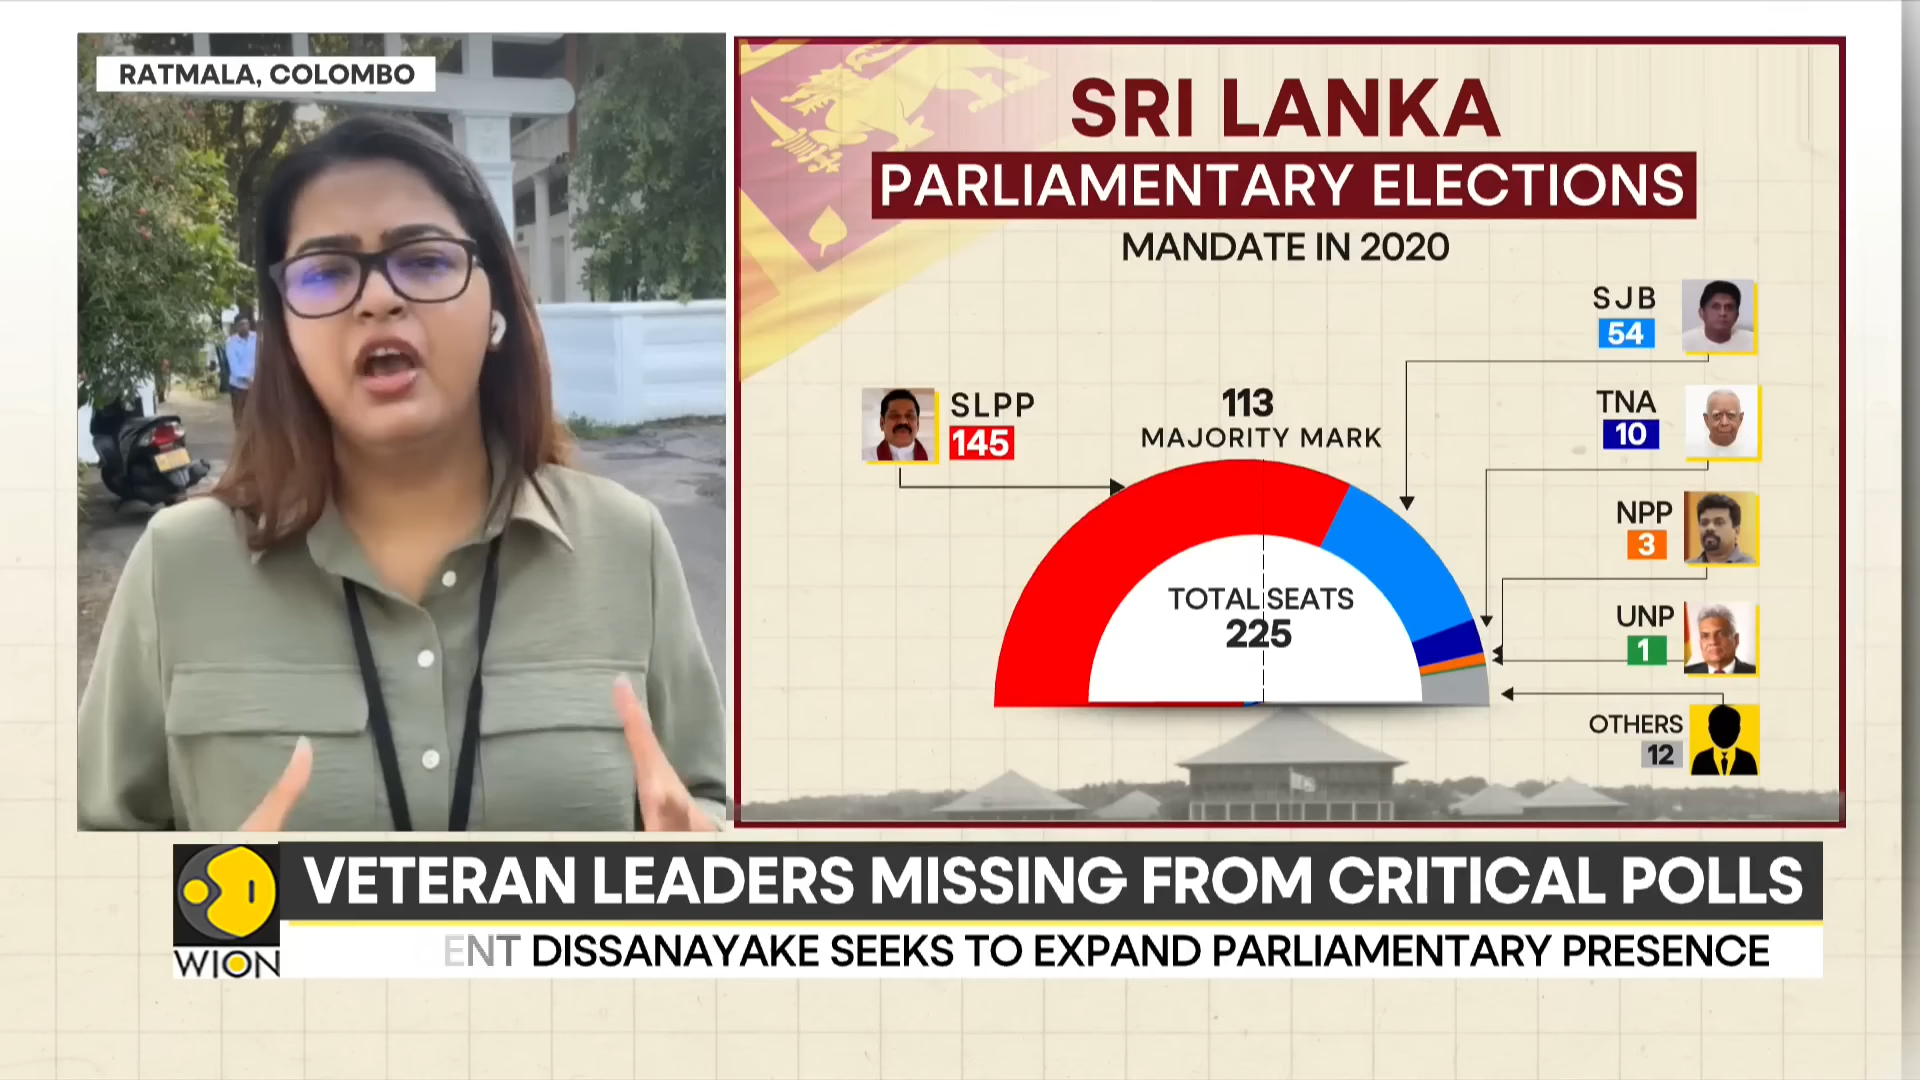 RATMALA, COLOMBO
SRI LANKA
PARLIAMENTARY ELECTIONS
MANDATE IN 2020
SJB
54
SLPP
145
113
MAJORITY MARK
TNA
10
NPP
3
TOTAL SEATS
225
UNP
1
OTHERS
12
VETERAN LEADERS MISSING FROM CRITICAL POLLS
ENT DISSANAYAKE SEEKS TO EXPAND PARLIAMENTARY PRESENCE
WION